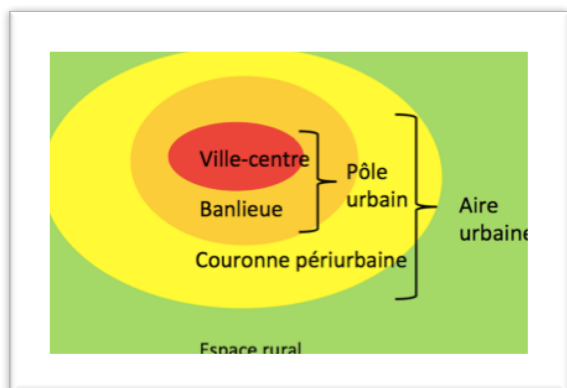 Ville-centre
Pôle
urbain
Banlieue
Aire
urbaine
Couronne périurbaine
Espace rural